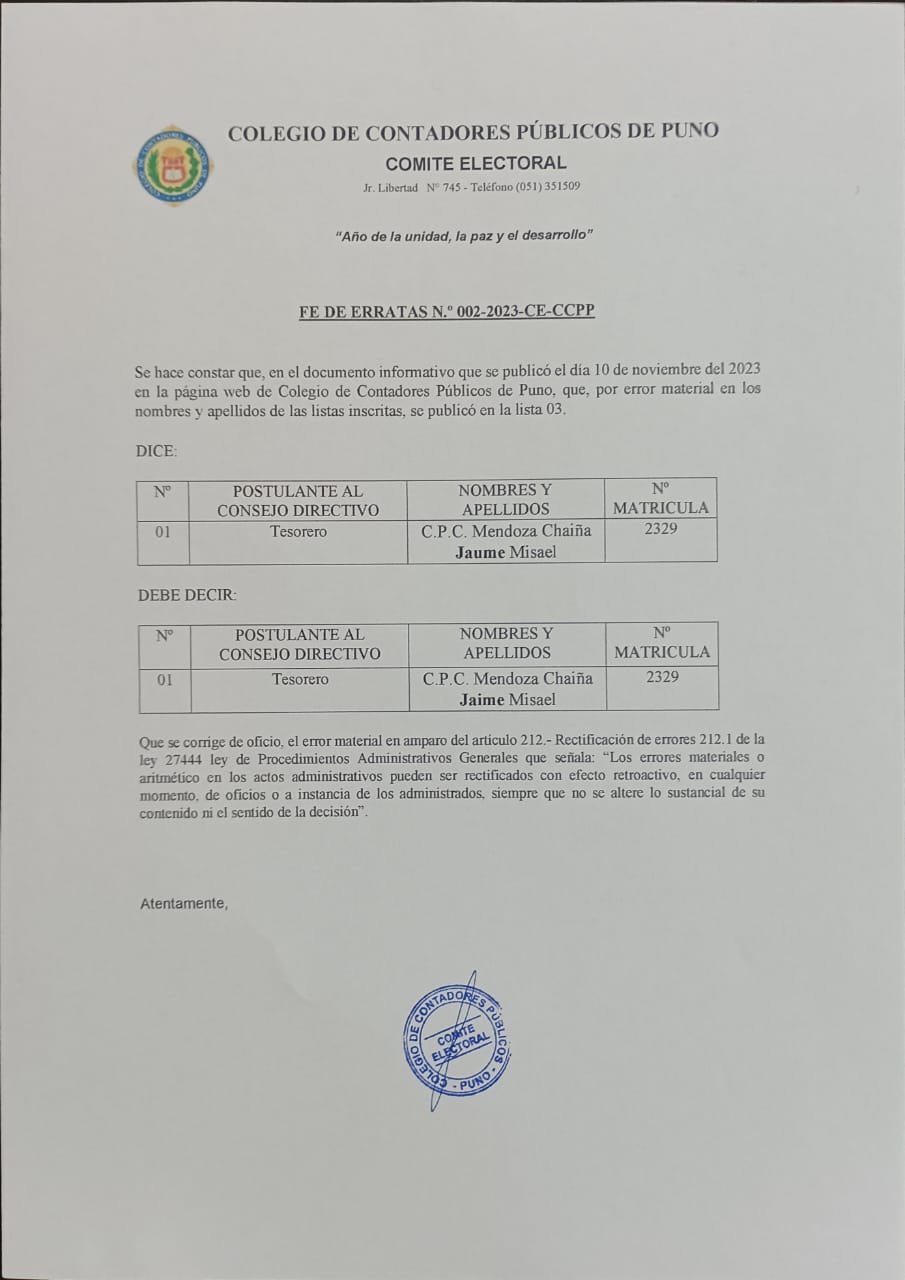 COLEGIO DE CONTADORES PÚBLICOS DE PUNO
COMITE ELECTORAL
Jr. Libertad Nº 745 - Teléfono (051) 351509
“Año de la unidad, la paz y el desarrollo”
FE DE ERRATAS N.º 002-2023-CE-CCPP
Se hace constar que, en el documento informativo que se publicó el día 10 de noviembre del 2023
en la página web de Colegio de Contadores Públicos de Puno, que, por error material en los
nombres y apellidos de las listas inscritas, se publicó en la lista 03.
DICE:
Nº POSTULANTE AL CONSEJO DIRECTIVO NOMBRES Y APELLIDOS Nº MATRICULA
01 Tesorero C.P.C. Mendoza Chaiña Jaume Misael 2329
DEBE DECIR:
Nº POSTULANTE AL CONSEJO DIRECTIVO NOMBRES Y APELLIDOS Nº MATRICULA
01 Tesorero C.P.C. Mendoza Chaiña Jaime Misael 2329
Que se corrige de oficio, el error material en amparo del articulo 212.- Rectificación de errores 212.1 de la
ley 27444 ley de Procedimientos Administrativos Generales que señala: “Los errores materiales o
aritmético en los actos administrativos pueden ser rectificados con efecto retroactivo, en cualquier
momento, de oficios o a instancia de los administrados, siempre que no se altere lo sustancial de su
contenido ni el sentido de la decisión”.
Atentamente,
COLEGIO DE CONTADORES PÚBLICOS - PUNO -
COMITE
ELECTORAL